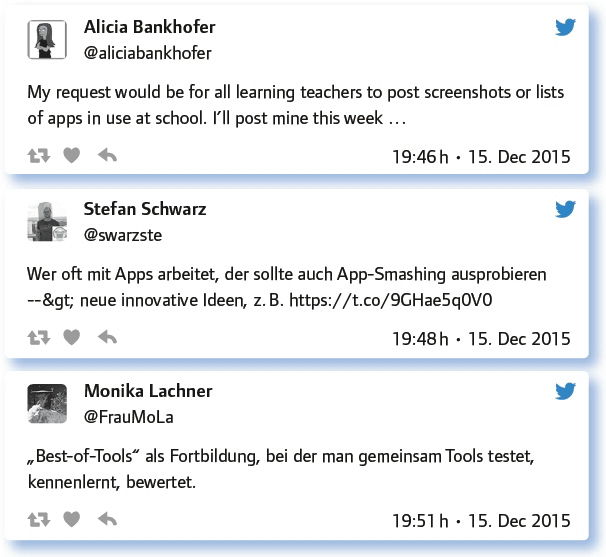 Alicia Bankhofer
@aliciabankhofer
My request would be for all learning teachers to post screenshots or lists
of apps in use at school. I’ll post mine this week …
19:46 h • 15. Dec 2015
Stefan Schwarz
@swarzste
Wer oft mit Apps arbeitet, der sollte auch App-Smashing ausprobieren
--&gt; neue innovative Ideen, z. B. https://t.co/9GHae5q0V0
19:48 h • 15. Dec 2015
Monika Lachner
@FrauMoLa
„Best-of-Tools“ als Fortbildung, bei der man gemeinsam Tools testet,
kennenlernt, bewertet.
19:51 h • 15. Dec 2015